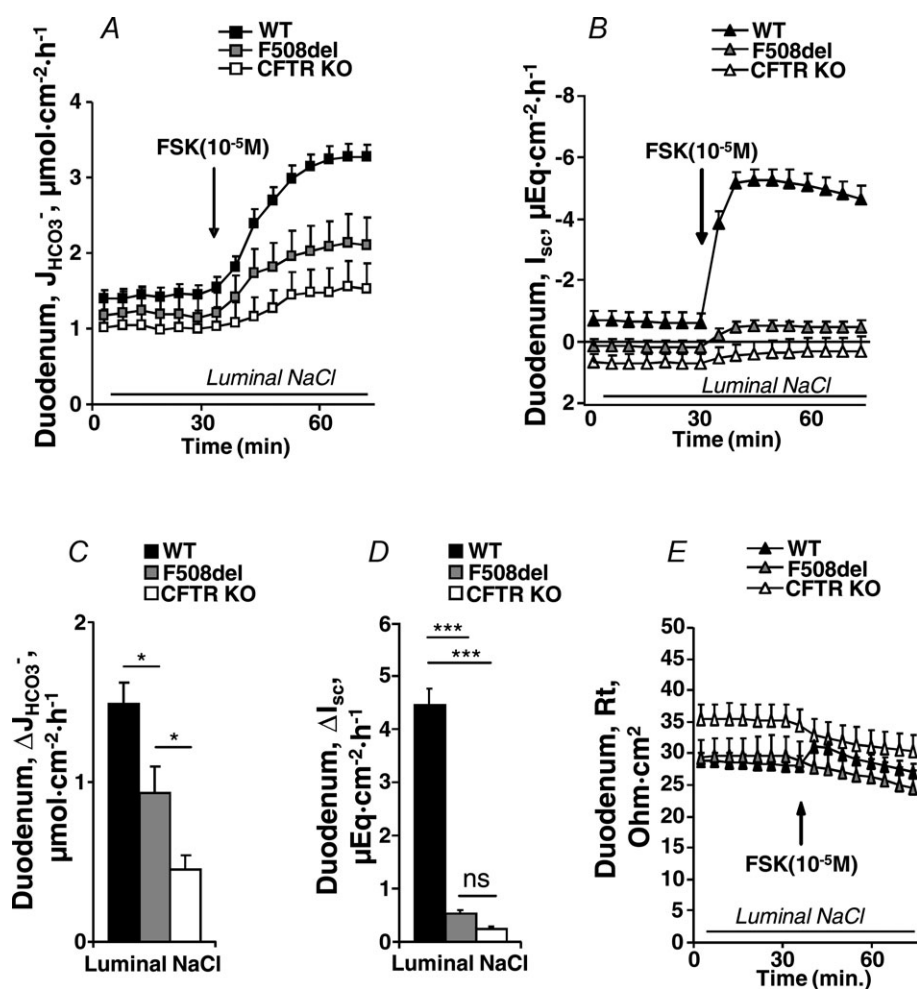 A
WT
F508del
CFTR KO
Duodenum, J_HCO3⁻, µmol·cm⁻²·h⁻¹
4
3
2
1
0
FSK(10⁻⁵M)
Luminal NaCl
0 30 60
Time (min)
B
WT
F508del
CFTR KO
Duodenum, I_sc, µEq·cm⁻²·h⁻¹
-8
-6
-4
-2
0
2
FSK(10⁻⁵M)
Luminal NaCl
0 30 60
Time (min)
C
WT
F508del
CFTR KO
Duodenum, ΔJ_HCO3⁻,
µmol·cm⁻²·h⁻¹
2
1
0
*
*
Luminal NaCl
D
WT
F508del
CFTR KO
Duodenum, ΔI_sc,
µEq·cm⁻²·h⁻¹
6
5
4
3
2
1
0
***
***
ns
Luminal NaCl
E
WT
F508del
CFTR KO
Duodenum, Rt,
Ohm·cm²
50
45
40
35
30
25
20
15
10
5
0
FSK(10⁻⁵M)
Luminal NaCl
0 30 60
Time (min.)